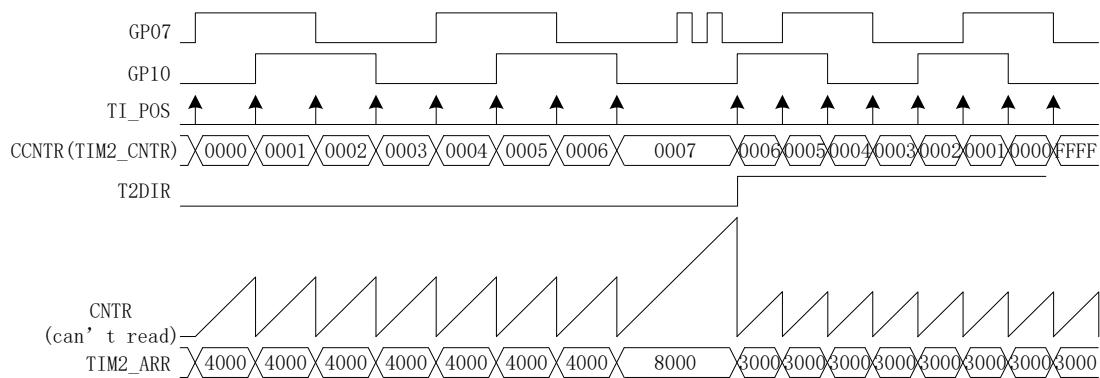 GP07
GP10
TI_POS
CCNTR(TIM2_CNTR) 0000 0001 0002 0003 0004 0005 0006 0007 0006 0005 0004 0003 0002 0001 0000 FFFF
T2DIR
CNTR
(can't read)
TIM2_ARR 4000 4000 4000 4000 4000 4000 4000 8000 3000 3000 3000 3000 3000 3000 3000 3000